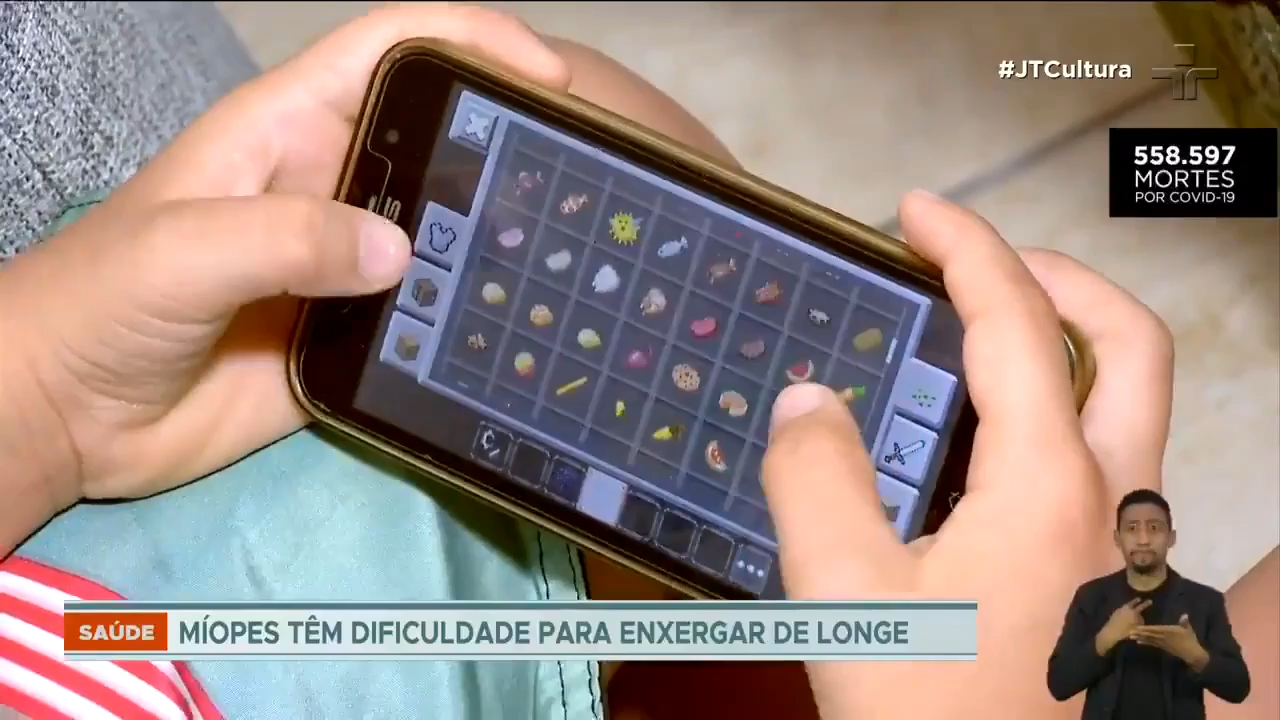 #JTCultura
558.597
MORTES
POR COVID-19
SAÚDE
MÍOPES TÊM DIFICULDADE PARA ENXERGAR DE LONGE